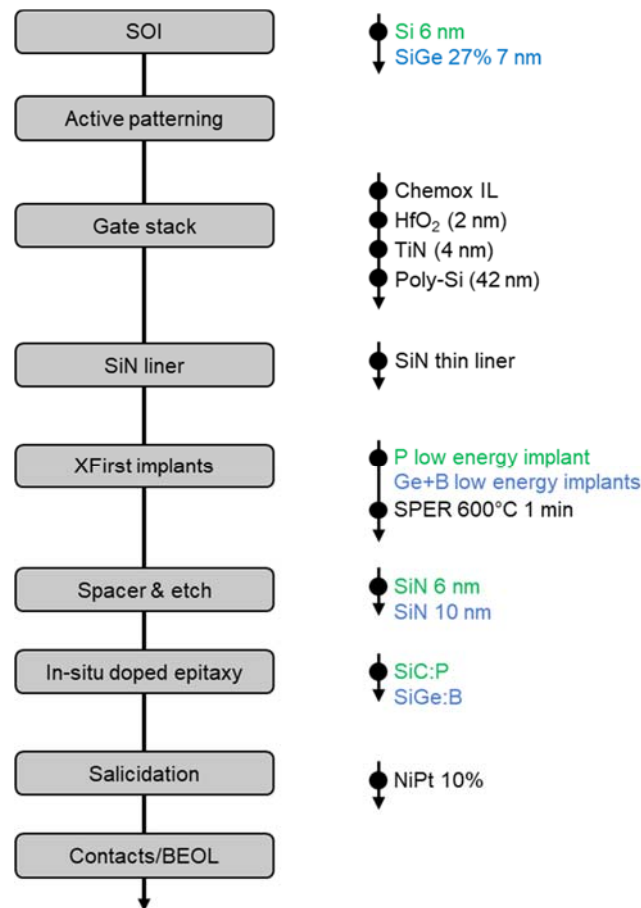 SOI
Si 6 nm
SiGe 27% 7 nm
Active patterning
Gate stack
Chemox IL
HfO₂ (2 nm)
TiN (4 nm)
Poly-Si (42 nm)
SiN liner
SiN thin liner
XFirst implants
P low energy implant
Ge+B low energy implants
SPER 600°C 1 min
Spacer & etch
SiN 6 nm
SiN 10 nm
In-situ doped epitaxy
SiC:P
SiGe:B
Salicidation
NiPt 10%
Contacts/BEOL